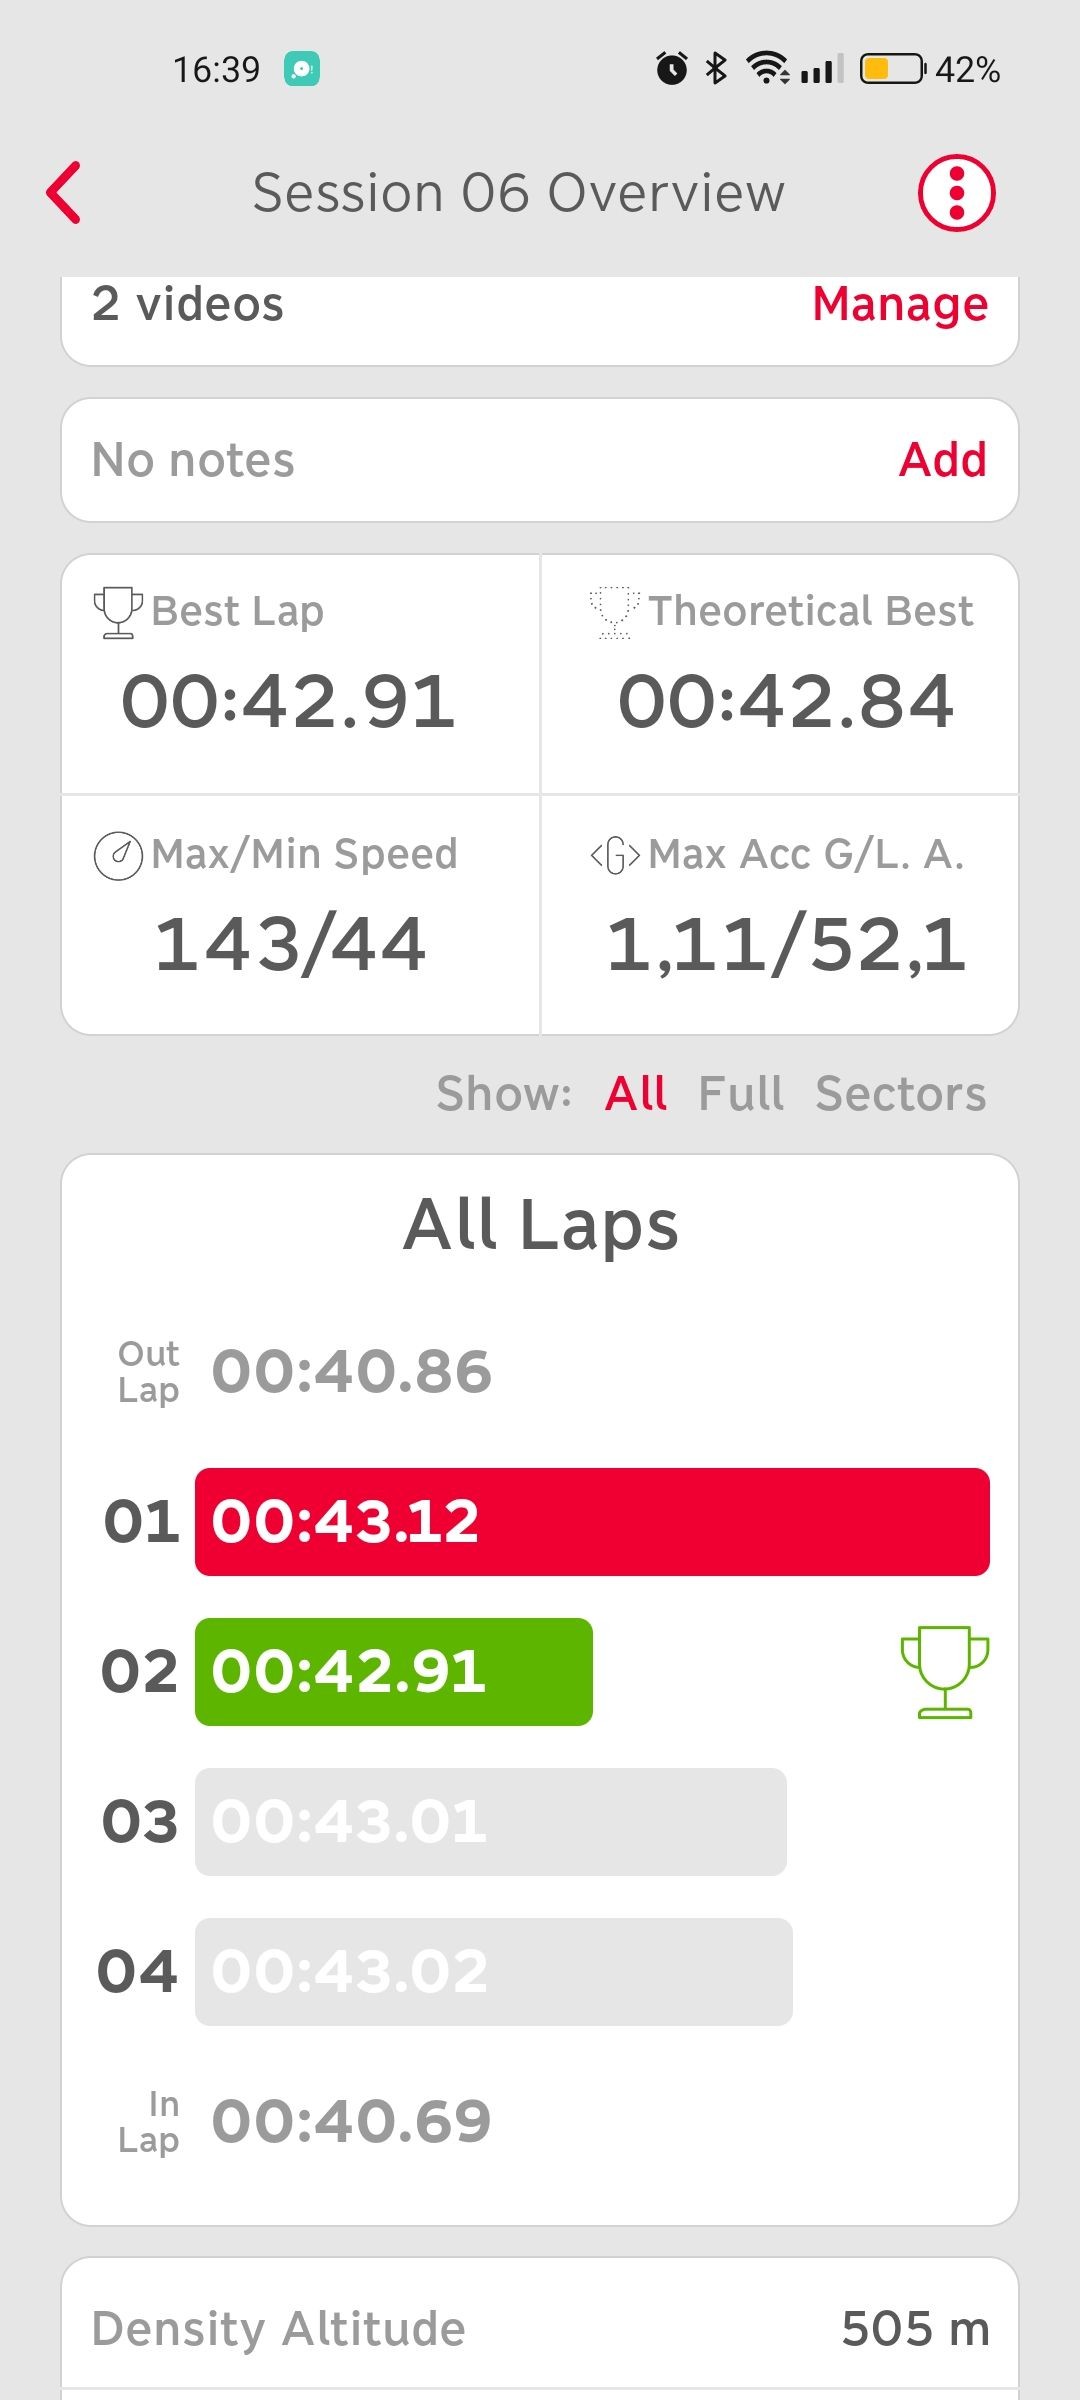 16:39
42%
Session 06 Overview
2 videos Manage
No notes Add
Best Lap
00:42.91
Theoretical Best
00:42.84
Max/Min Speed
143/44
Max Acc G/L. A.
1,11/52,1
Show: All Full Sectors
All Laps
Out
Lap
00:40.86
01 00:43.12
02 00:42.91
03 00:43.01
04 00:43.02
In
Lap
00:40.69
Density Altitude 505 m